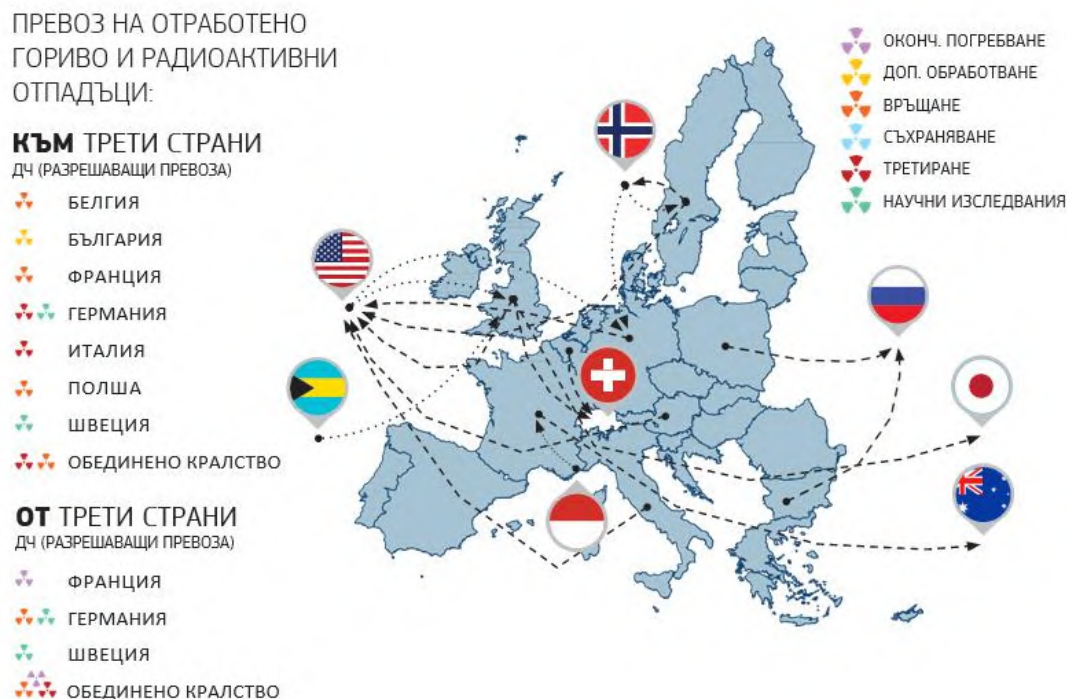 ПРЕВОЗ НА ОТРАБОТЕНО
ГОРИВО И РАДИОАКТИВНИ
ОТПАДЪЦИ:
КЪМ ТРЕТИ СТРАНИ
ДЧ (РАЗРЕШАВАЩИ ПРЕВОЗА)
БЕЛГИЯ
БЪЛГАРИЯ
ФРАНЦИЯ
ГЕРМАНИЯ
ИТАЛИЯ
ПОЛША
ШВЕЦИЯ
ОБЕДИНЕНО КРАЛСТВО
ОТ ТРЕТИ СТРАНИ
ДЧ (РАЗРЕШАВАЩИ ПРЕВОЗА)
ФРАНЦИЯ
ГЕРМАНИЯ
ШВЕЦИЯ
ОБЕДИНЕНО КРАЛСТВО
ОКОНЧ. ПОГРЕБВАНЕ
ДОП. ОБРАБОТВАНЕ
ВРЪЩАНЕ
СЪХРАНЯВАНЕ
ТРЕТИРАНЕ
НАУЧНИ ИЗСЛЕДВАНИЯ